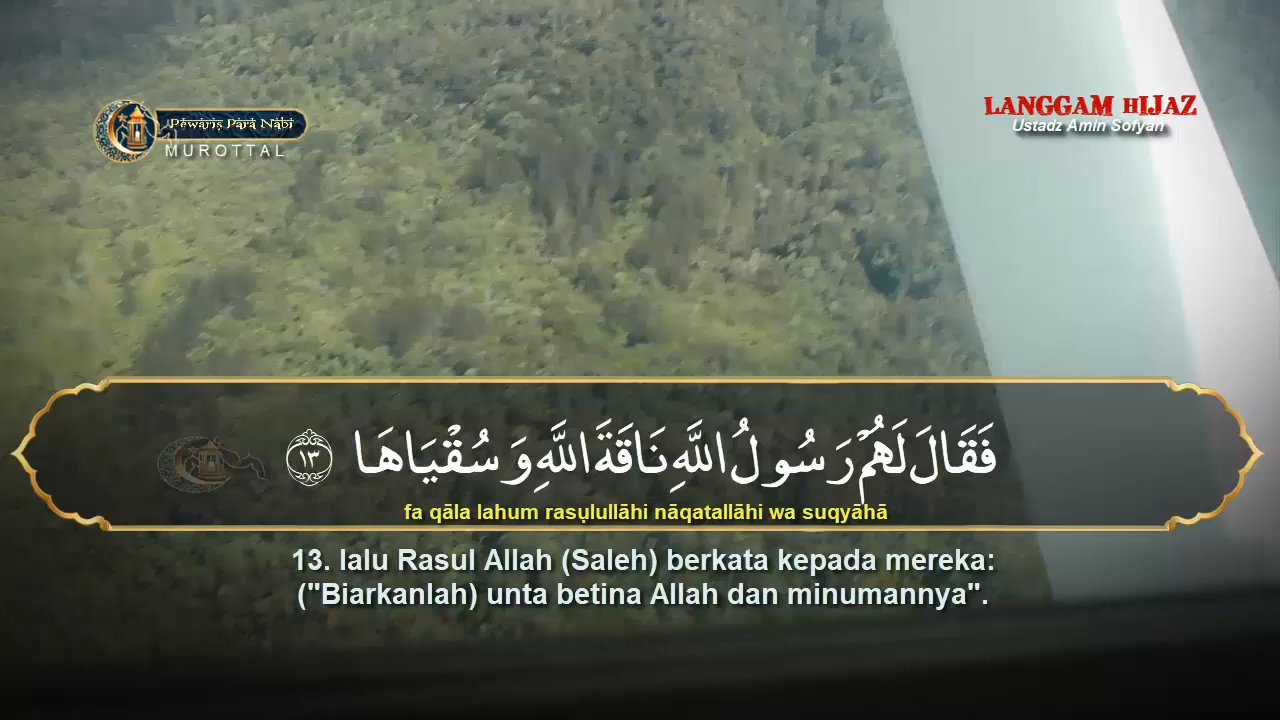 Pewaris Para Nabi
MUROTTAL
LANGGAM HIJAZ
Ustadz Amin Sofyan
فَقَالَ لَهُمْ رَسُولُ اللَّهِ نَاقَةَ اللَّهِ وَسُقْيَاهَا ١٣
fa qāla lahum rasụlullāhi nāqatallāhi wa suqyāhā
13. lalu Rasul Allah (Saleh) berkata kepada mereka:
("Biarkanlah) unta betina Allah dan minumannya".